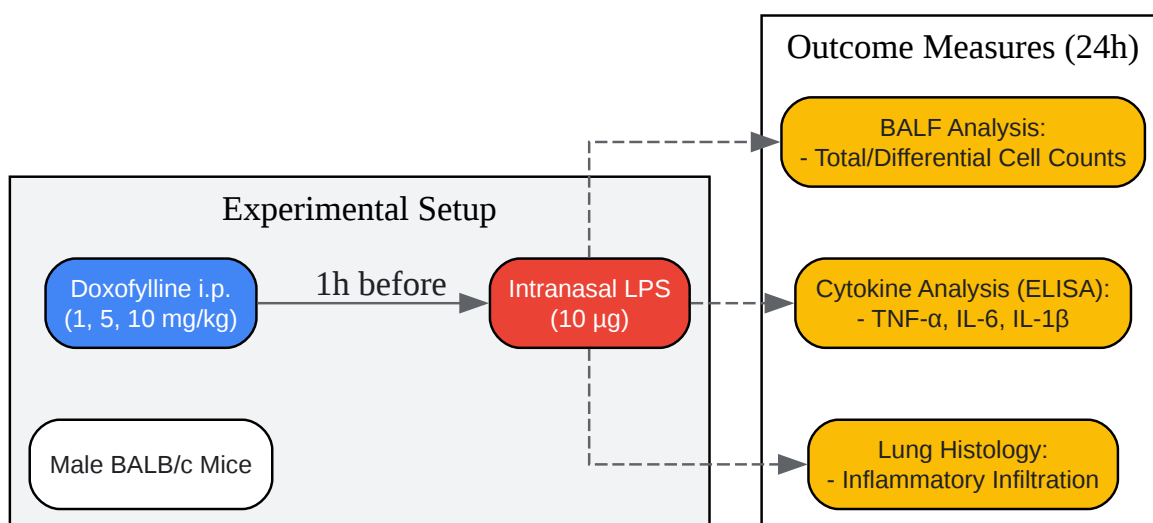 Experimental Setup
Doxofylline i.p.
(1, 5, 10 mg/kg)
1h before
Intranasal LPS
(10 µg)
Male BALB/c Mice
Outcome Measures (24h)
BALF Analysis:
- Total/Differential Cell Counts
Cytokine Analysis (ELISA):
- TNF-α, IL-6, IL-1β
Lung Histology:
- Inflammatory Infiltration